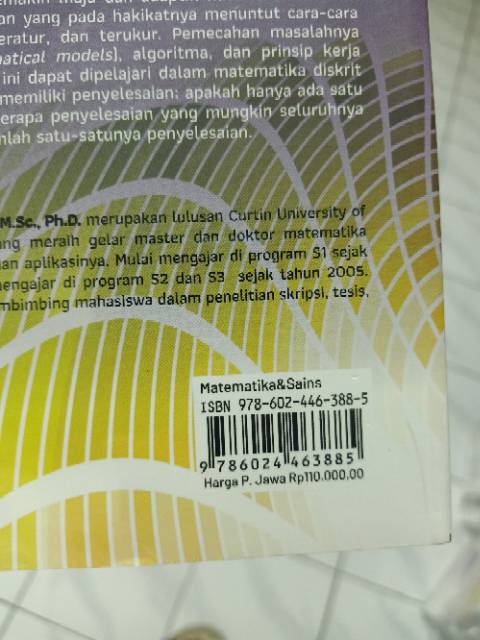 an yang pada hakikatnya menuntut cara-cara
eratur, dan terukur. Pemecahan masalahnya
matical models), algoritma, dan prinsip kerja
ini dapat dipelajari dalam matematika diskrit
memiliki penyelesaian: apakah hanya ada satu
erapa penyelesaian yang mungkin seluruhnya
nlah satu-satunya penyelesaian.
M.Sc., Ph.D. merupakan lulusan Curtin University of
ang meraih gelar master dan doktor matematika
an aplikasinya. Mulai mengajar di program S1 sejak
engajar di program S2 dan S3 sejak tahun 2005.
mbimbing mahasiswa dalam penelitian skripsi, tesis,
Matematika&Sains
ISBN 978-602-446-388-5
9 786024 463885
Harga P. Jawa Rp110.000,00